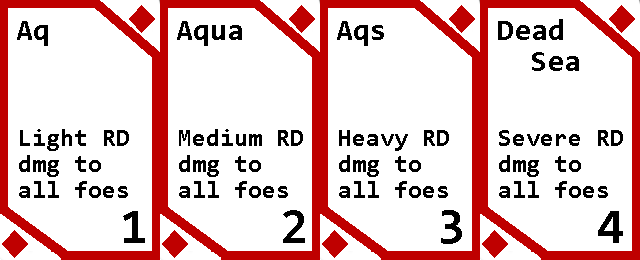 Aq
Light RD
dmg to
all foes
1
Aqua
Medium RD
dmg to
all foes
2
Aqs
Heavy RD
dmg to
all foes
3
Dead
Sea
Severe RD
dmg to
all foes
4